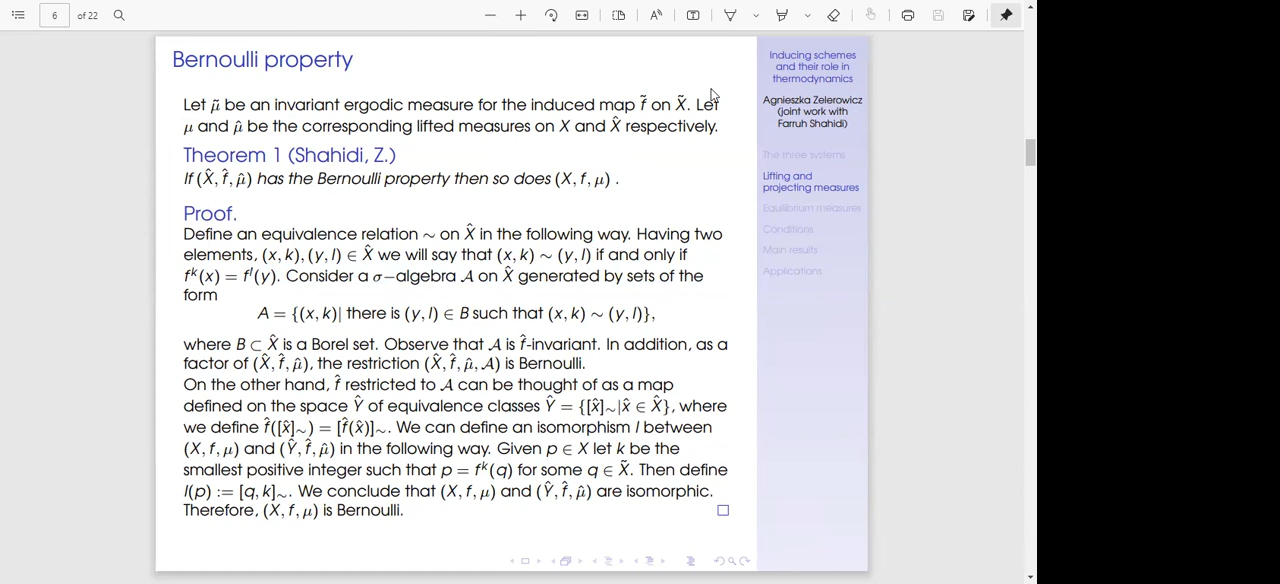 6 of 22
Bernoulli property
Let μ̃ be an invariant ergodic measure for the induced map f̃ on X̃. Let
μ and μ̂ be the corresponding lifted measures on X and X̂ respectively.
Theorem 1 (Shahidi, Z.)
If (X̂, f̂, μ̂) has the Bernoulli property then so does (X, f, μ) .
Proof.
Define an equivalence relation ∼ on X̂ in the following way. Having two
elements, (x, k), (y, l) ∈ X̂ we will say that (x, k) ∼ (y, l) if and only if
fᵏ(x) = fˡ(y). Consider a σ−algebra 𝒜 on X̂ generated by sets of the
form
A = {(x, k)| there is (y, l) ∈ B such that (x, k) ∼ (y, l)},
where B ⊂ X̂ is a Borel set. Observe that 𝒜 is f̂-invariant. In addition, as a
factor of (X̂, f̂, μ̂), the restriction (X̂, f̂, μ̂, 𝒜) is Bernoulli.
On the other hand, f̂ restricted to 𝒜 can be thought of as a map
defined on the space Ŷ of equivalence classes Ŷ = {[x̂]∼|x̂ ∈ X̂}, where
we define f̂([x̂]∼) = [f̂(x̂)]∼. We can define an isomorphism I between
(X, f, μ) and (Ŷ, f̂, μ̂) in the following way. Given p ∈ X let k be the
smallest positive integer such that p = fᵏ(q) for some q ∈ X̃. Then define
I(p) := [q, k]∼. We conclude that (X, f, μ) and (Ŷ, f̂, μ̂) are isomorphic.
Therefore, (X, f, μ) is Bernoulli.
Inducing schemes
and their role in
thermodynamics
Agnieszka Zelerowicz
(joint work with
Farruh Shahidi)
The three systems
Lifting and
projecting measures
Equilibrium measures
Conditions
Main results
Applications